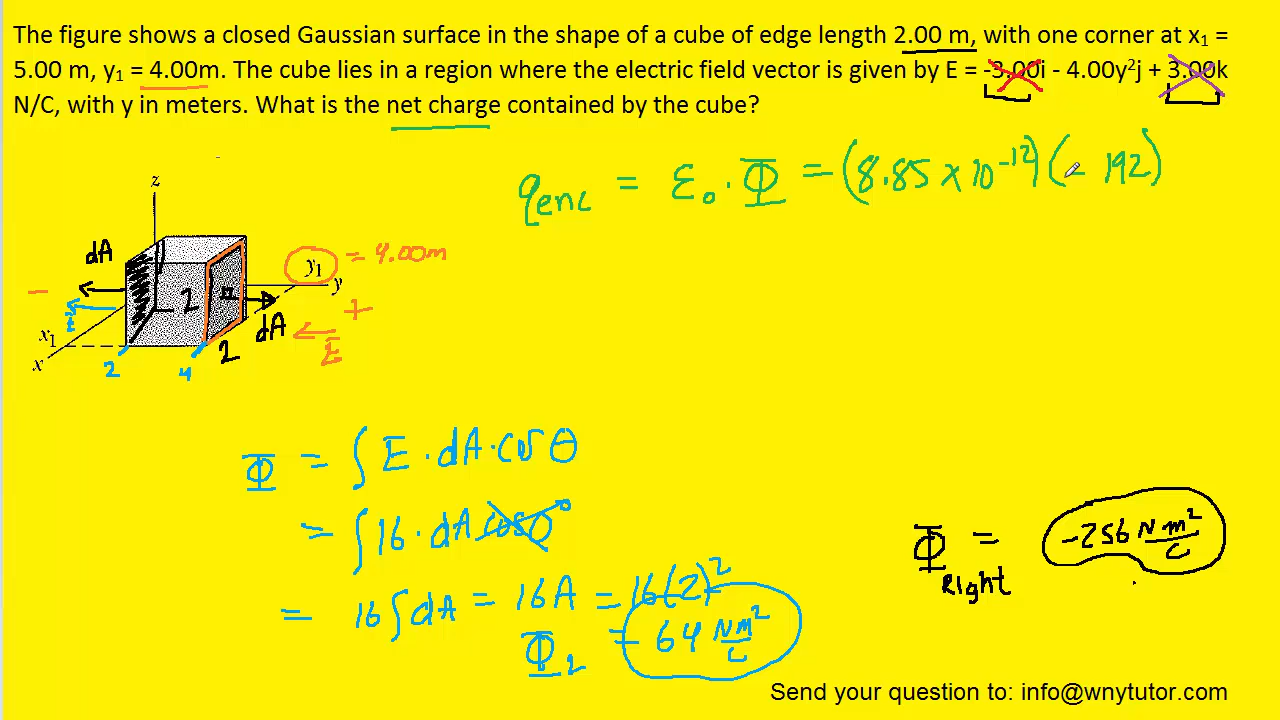 The figure shows a closed Gaussian surface in the shape of a cube of edge length 2.00 m, with one corner at x₁ =
5.00 m, y₁ = 4.00m. The cube lies in a region where the electric field vector is given by E = -3.00i - 4.00y²j + 3.00k
N/C, with y in meters. What is the net charge contained by the cube?
q enc = ε₀ · Φ = (8.85 x 10⁻¹²)(- 192)
z
dA
y₁ = 4.00m
y
-
E
2
+
dA
E
x₁
x
2
2
4
Φ = ∫ E · dA · cos θ
= ∫ 16 · dA cos 0°
= 16 ∫ dA = 16A = 16(2)²
Φ₂ = 64 Nm²/C
Φ Right = -256 N m²/C
Send your question to: info@wnytutor.com